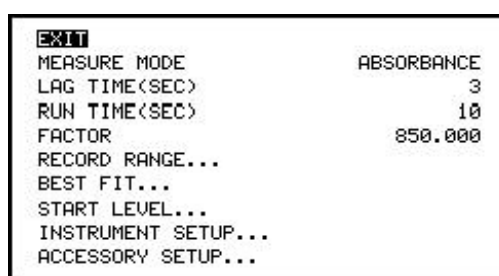 EXIT
MEASURE MODE ABSORBANCE
LAG TIME(SEC) 3
RUN TIME(SEC) 10
FACTOR 850.000
RECORD RANGE...
BEST FIT...
START LEVEL...
INSTRUMENT SETUP...
ACCESSORY SETUP...